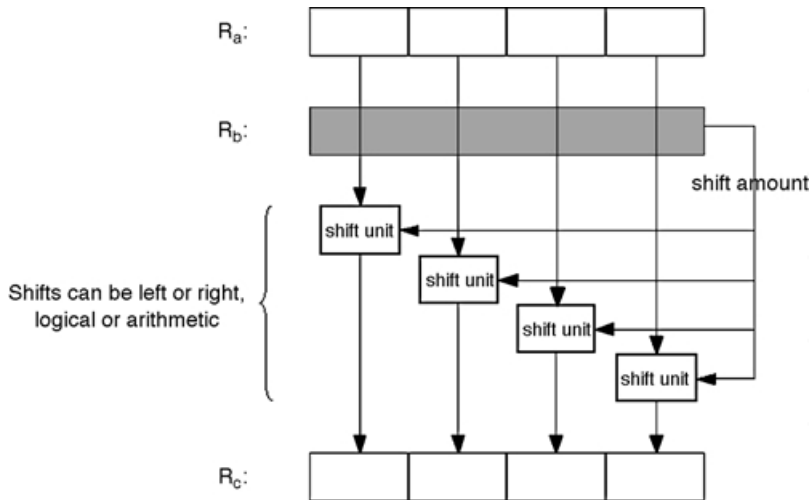 Ra:
Rb:
shift amount
shift unit
shift unit
Shifts can be left or right,
logical or arithmetic
shift unit
shift unit
Rc: